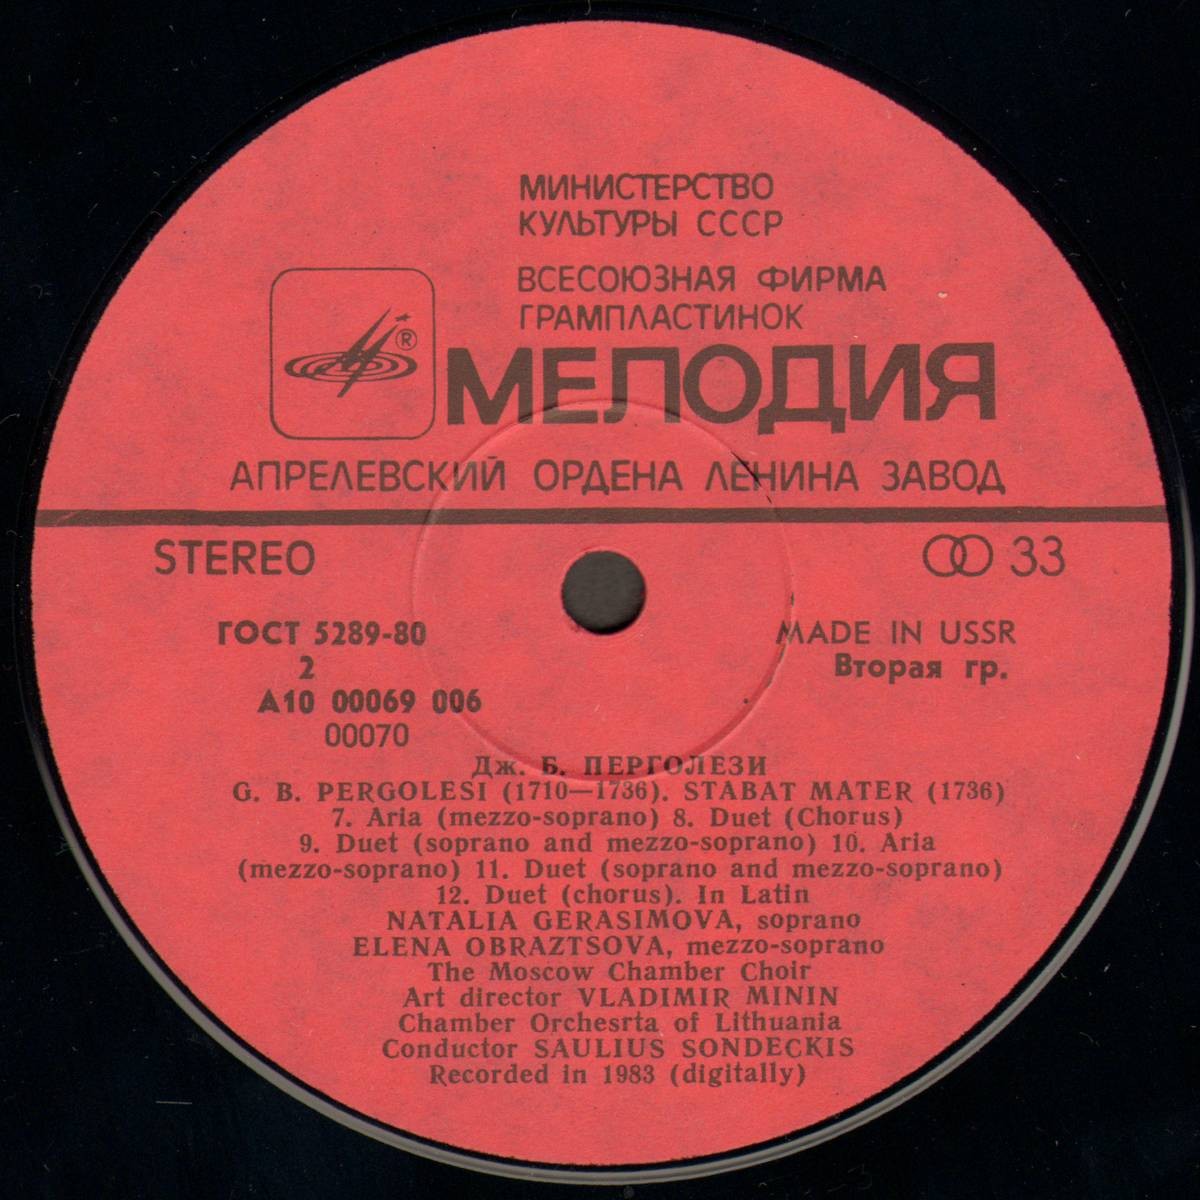 МИНИСТЕРСТВО
КУЛЬТУРЫ СССР
ВСЕСОЮЗНАЯ ФИРМА
ГРАМПЛАСТИНОК
®
МЕЛОДИЯ
АПРЕЛЕВСКИЙ ОРДЕНА ЛЕНИНА ЗАВОД
STEREO
33
ГОСТ 5289-80
MADE IN USSR
2
Вторая гр.
А10 00069 006
00070
Дж. Б. ПЕРГОЛЕЗИ
G. B. PERGOLESI (1710—1736). STABAT MATER (1736)
7. Aria (mezzo-soprano) 8. Duet (Chorus)
9. Duet (soprano and mezzo-soprano) 10. Aria
(mezzo-soprano) 11. Duet (soprano and mezzo-soprano)
12. Duet (chorus). In Latin
NATALIA GERASIMOVA, soprano
ELENA OBRAZTSOVA, mezzo-soprano
The Moscow Chamber Choir
Art director VLADIMIR MININ
Chamber Orchesrta of Lithuania
Conductor SAULIUS SONDECKIS
Recorded in 1983 (digitally)